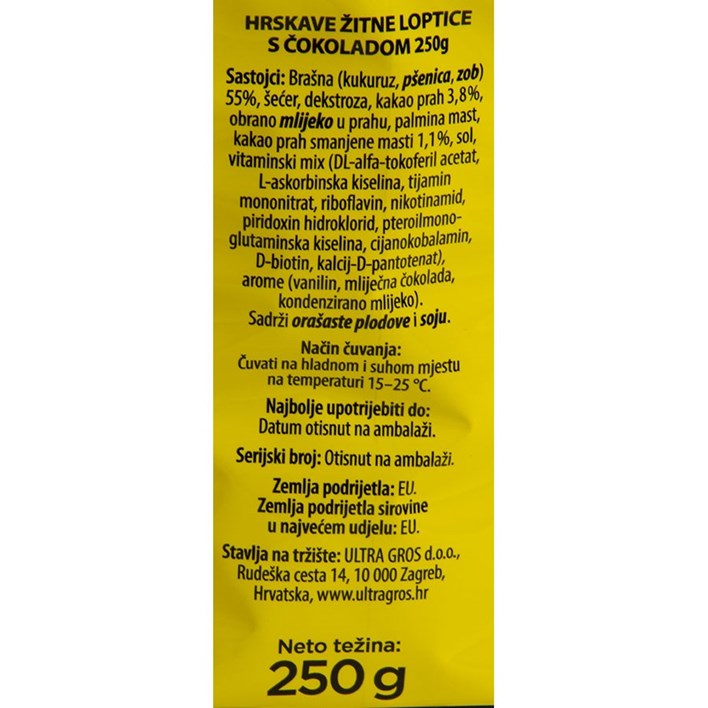 HRSKAVE ŽITNE LOPTICE
S ČOKOLADOM 250g
Sastojci: Brašna (kukuruz, pšenica, zob)
55%, šećer, dekstroza, kakao prah 3,8%,
obrano mlijeko u prahu, palmina mast,
kakao prah smanjene masti 1,1%, sol,
vitaminski mix (DL-alfa-tokoferil acetat,
L-askorbinska kiselina, tijamin
mononitrat, riboflavin, nikotinamid,
piridoxin hidroklorid, pteroilmono-
glutaminska kiselina, cijanokobalamin,
D-biotin, kalcij-D-pantotenat),
arome (vanilin, mliječna čokolada,
kondenzirano mlijeko).
Sadrži orašaste plodove i soju.
Način čuvanja:
Čuvati na hladnom i suhom mjestu
na temperaturi 15–25 °C.
Najbolje upotrijebiti do:
Datum otisnut na ambalaži.
Serijski broj: Otisnut na ambalaži.
Zemlja podrijetla: EU.
Zemlja podrijetla sirovine
u najvećem udjelu: EU.
Stavlja na tržište: ULTRA GROS d.o.o.,
Rudeška cesta 14, 10 000 Zagreb,
Hrvatska, www.ultragros.hr
Neto težina:
250 g